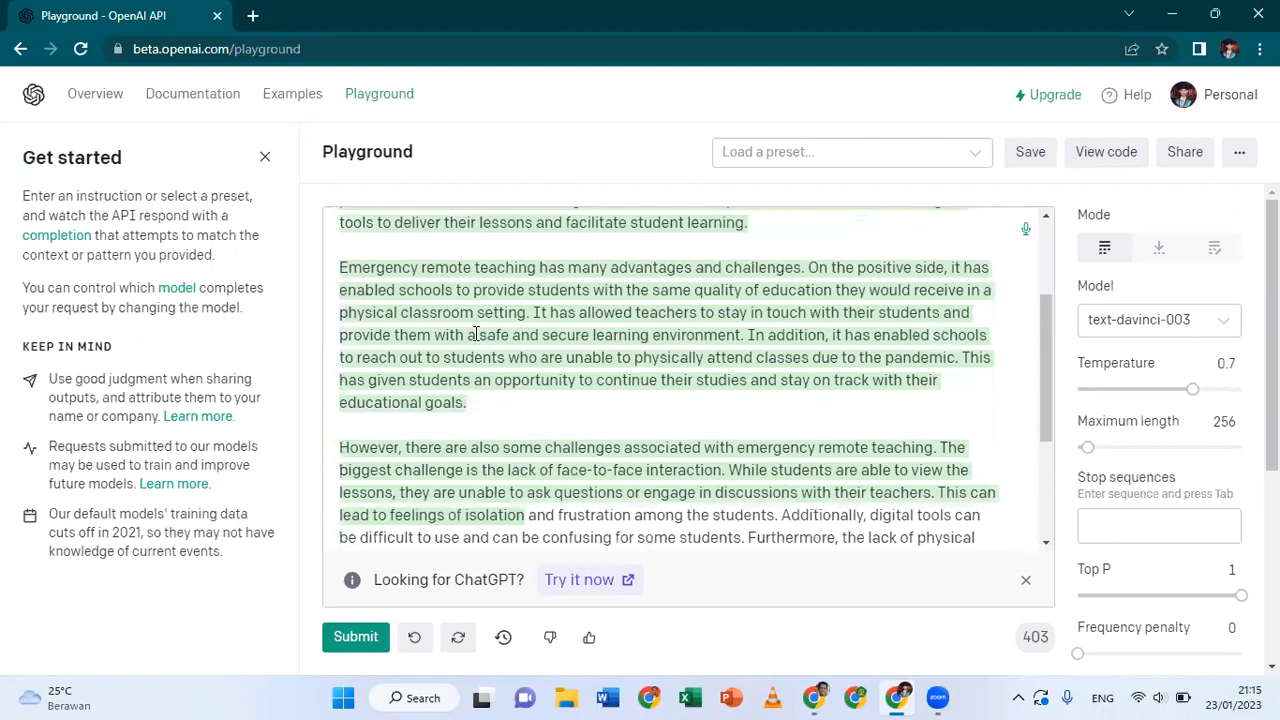 Playground - OpenAI API
beta.openai.com/playground
Overview
Documentation
Examples
Playground
Upgrade
Help
Personal
Get started
Enter an instruction or select a preset,
and watch the API respond with a
completion that attempts to match the
context or pattern you provided.
You can control which model completes
your request by changing the model.
KEEP IN MIND
Use good judgment when sharing
outputs, and attribute them to your
name or company. Learn more.
Requests submitted to our models
may be used to train and improve
future models. Learn more.
Our default models' training data
cuts off in 2021, so they may not have
knowledge of current events.
Playground
Load a preset...
Save
View code
Share
tools to deliver their lessons and facilitate student learning.
Emergency remote teaching has many advantages and challenges. On the positive side, it has
enabled schools to provide students with the same quality of education they would receive in a
physical classroom setting. It has allowed teachers to stay in touch with their students and
provide them with a safe and secure learning environment. In addition, it has enabled schools
to reach out to students who are unable to physically attend classes due to the pandemic. This
has given students an opportunity to continue their studies and stay on track with their
educational goals.
However, there are also some challenges associated with emergency remote teaching. The
biggest challenge is the lack of face-to-face interaction. While students are able to view the
lessons, they are unable to ask questions or engage in discussions with their teachers. This can
lead to feelings of isolation and frustration among the students. Additionally, digital tools can
be difficult to use and can be confusing for some students. Furthermore, the lack of physical
Looking for ChatGPT?
Try it now
Submit
403
Mode
Model
text-davinci-003
Temperature
0.7
Maximum length
256
Stop sequences
Enter sequence and press Tab
Top P
1
Frequency penalty
0
25°C
Berawan
Search
ENG
21:15
23/01/2023